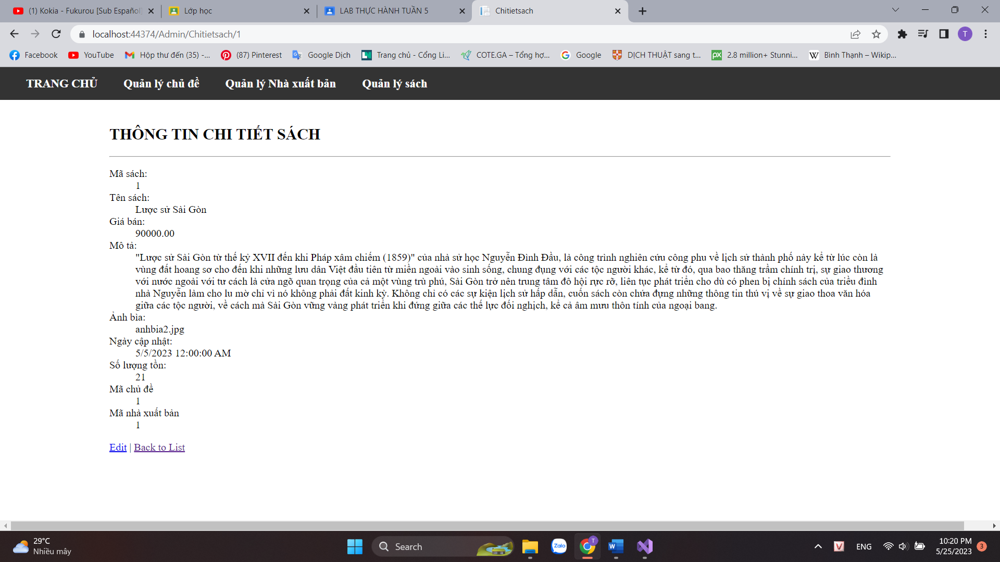 (1) Kokia - Fukurou [Sub Español]
Lớp học
LAB THỰC HÀNH TUẦN 5
Chitietsach
localhost:44374/Admin/Chitietsach/1
T
Facebook
YouTube
Hộp thư đến (35) -...
(87) Pinterest
Google Dịch
Trang chủ - Cổng Li...
COTE.GA – Tổng hợ...
Google
DỊCH THUẬT sang t...
2.8 million+ Stunni...
Bình Thạnh – Wikip...
TRANG CHỦ
Quản lý chủ đề
Quản lý Nhà xuất bản
Quản lý sách
THÔNG TIN CHI TIẾT SÁCH
Mã sách:
1
Tên sách:
Lược sử Sài Gòn
Giá bán:
90000.00
Mô tả:
"Lược sử Sài Gòn từ thế kỷ XVII đến khi Pháp xâm chiếm (1859)" của nhà sử học Nguyễn Đình Đầu, là công trình nghiên cứu công phu về lịch sử thành phố này kể từ lúc còn là
vùng đất hoang sơ cho đến khi những lưu dân Việt đầu tiên từ miền ngoài vào sinh sống, chung đụng với các tộc người khác, kể từ đó, qua bao thăng trầm chính trị, sự giao thương
với nước ngoài với tư cách là cửa ngõ quan trọng của cả một vùng trù phú, Sài Gòn trở nên trung tâm đô hội rực rỡ, liên tục phát triển cho dù có phen bị chính sách của triều đình
nhà Nguyễn làm cho lu mờ chỉ vì nó không phải đất kinh kỳ. Không chỉ có các sự kiện lịch sử hấp dẫn, cuốn sách còn chứa đựng những thông tin thú vị về sự giao thoa văn hóa
giữa các tộc người, về cách mà Sài Gòn vững vàng phát triển khi đứng giữa các thế lực đối nghịch, kể cả âm mưu thôn tính của ngoại bang.
Ảnh bìa:
anhbia2.jpg
Ngày cập nhật:
5/5/2023 12:00:00 AM
Số lượng tồn:
21
Mã chủ đề
1
Mã nhà xuất bản
1
Edit | Back to List
29°C
Nhiều mây
Search
Zalo
T
W
V
ENG
10:20 PM
5/25/2023
3